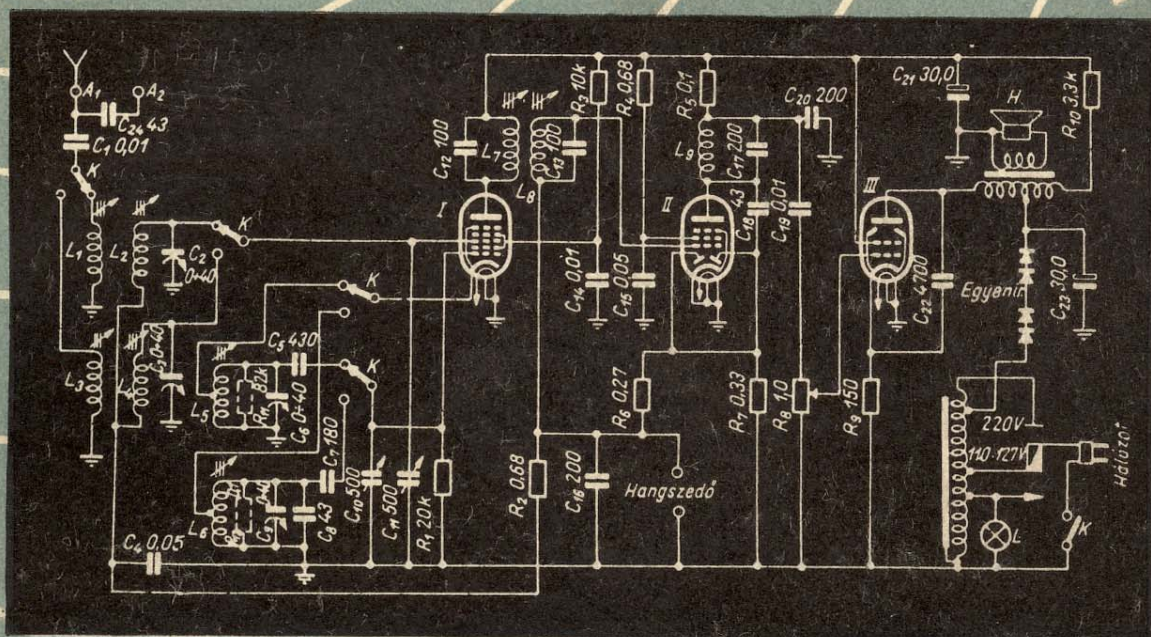 A₁
A₂
C₂₄ 43
C₁ 0,01
K
L₁
L₂
C₂
0÷40
K
L₃
C₃ 0÷40
K
C₅ 430
K
L₅
R₁₁ 82k
C₆ 0÷40
C₇ 180
L₆
C₉
0÷40
C₈ 43
C₄ 0,05
C₁₀ 500
C₁₁ 500
R₁ 20k
I
C₁₂ 100
L₇
L₈
C₁₃ 100
R₃ 10k
R₄ 0,68
R₅ 0,1
C₁₄ 0,01
C₁₅ 0,05
R₂ 0,68
C₁₆ 200
R₆ 0,27
Hangszedő
II
L₉
C₁₇ 200
C₁₈ 43
C₁₉ 0,01
C₂₀ 200
R₇ 0,33
R₈ 1,0
R₉ 150
III
C₂₂ 4700
C₂₁ 30,0
H.
R₁₀ 3,3k
Egyenir.
C₂₃ 30,0
220V
110-127V
L
K
Hálózat